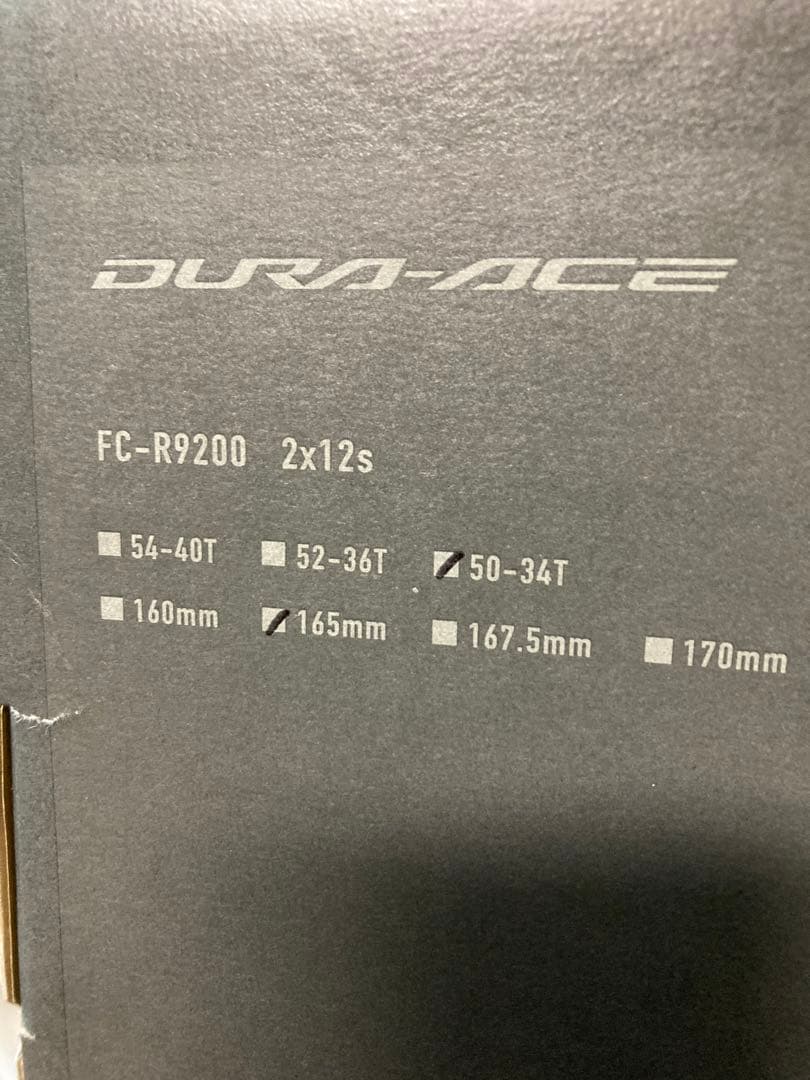 DURA-ACE
FC-R9200 2x12s
54-40T 52-36T 50-34T
160mm 165mm 167.5mm 170mm